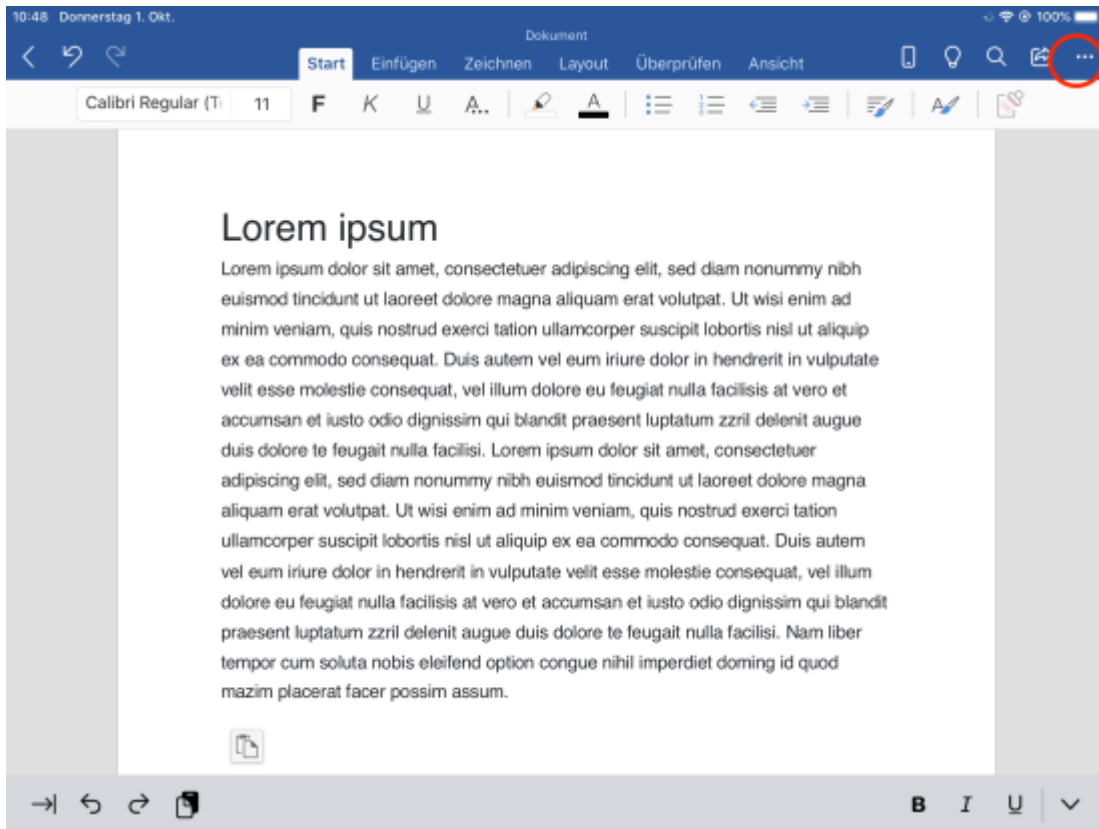 10:48 Donnerstag 1. Okt. 100%
Dokument
Start Einfügen Zeichnen Layout Überprüfen Ansicht
Calibri Regular 11 F K U A... A
Lorem ipsum
Lorem ipsum dolor sit amet, consectetuer adipiscing elit, sed diam nonummy nibh
euismod tincidunt ut laoreet dolore magna aliquam erat volutpat. Ut wisi enim ad
minim veniam, quis nostrud exerci tation ullamcorper suscipit lobortis nisl ut aliquip
ex ea commodo consequat. Duis autem vel eum iriure dolor in hendrerit in vulputate
velit esse molestie consequat, vel illum dolore eu feugiat nulla facilisis at vero et
accumsan et iusto odio dignissim qui blandit praesent luptatum zzril delenit augue
duis dolore te feugait nulla facilisi. Lorem ipsum dolor sit amet, consectetuer
adipiscing elit, sed diam nonummy nibh euismod tincidunt ut laoreet dolore magna
aliquam erat volutpat. Ut wisi enim ad minim veniam, quis nostrud exerci tation
ullamcorper suscipit lobortis nisl ut aliquip ex ea commodo consequat. Duis autem
vel eum iriure dolor in hendrerit in vulputate velit esse molestie consequat, vel illum
dolore eu feugiat nulla facilisis at vero et accumsan et iusto odio dignissim qui blandit
praesent luptatum zzril delenit augue duis dolore te feugait nulla facilisi. Nam liber
tempor cum soluta nobis eleifend option congue nihil imperdiet doming id quod
mazim placerat facer possim assum.
B I U